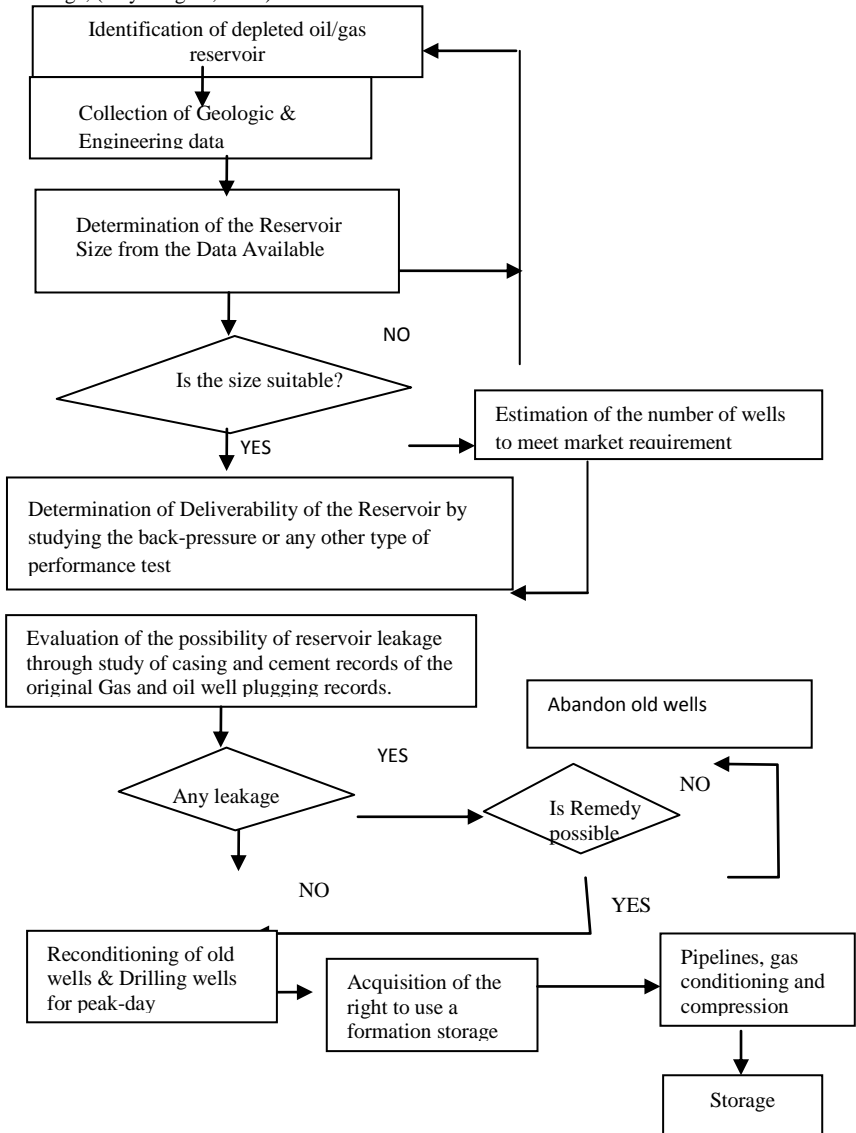 Identification of depleted oil/gas
reservoir
Collection of Geologic &
Engineering data
Determination of the Reservoir
Size from the Data Available
NO
Is the size suitable?
YES
Estimation of the number of wells
to meet market requirement
Determination of Deliverability of the Reservoir by
studying the back-pressure or any other type of
performance test
Evaluation of the possibility of reservoir leakage
through study of casing and cement records of the
original Gas and oil well plugging records.
Abandon old wells
YES
Any leakage
NO
Is Remedy
possible
NO
YES
Reconditioning of old
wells & Drilling wells
for peak-day
Acquisition of the
right to use a
formation storage
Pipelines, gas
conditioning and
compression
Storage